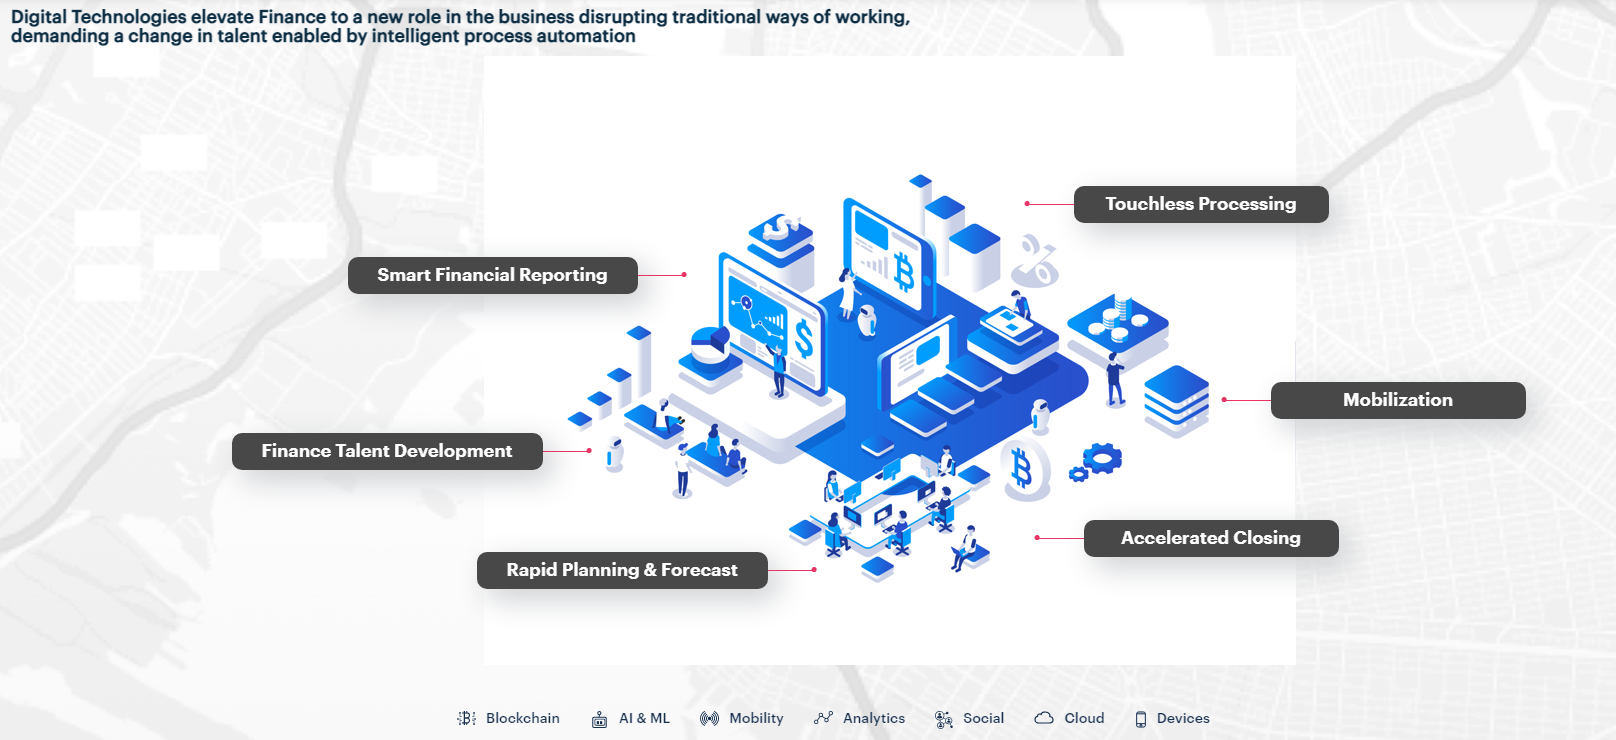 Digital Technologies elevate Finance to a new role in the business disrupting traditional ways of working,
demanding a change in talent enabled by intelligent process automation
Touchless Processing
Smart Financial Reporting
Mobilization
Finance Talent Development
Accelerated Closing
Rapid Planning & Forecast
Blockchain
AI & ML
Mobility
Analytics
Social
Cloud
Devices